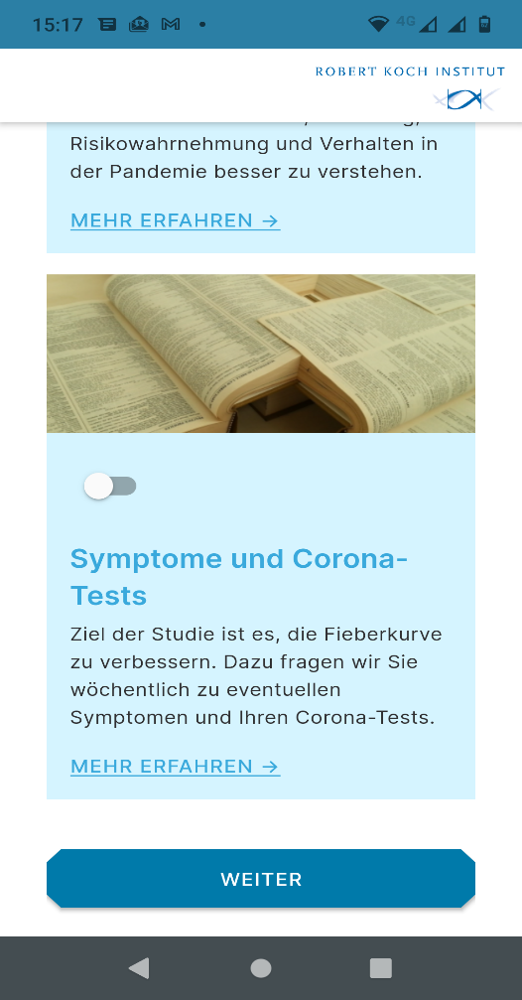 15:17
4G
ROBERT KOCH INSTITUT
Risikowahrnehmung und Verhalten in
der Pandemie besser zu verstehen.
MEHR ERFAHREN →
Symptome und Corona-
Tests
Ziel der Studie ist es, die Fieberkurve
zu verbessern. Dazu fragen wir Sie
wöchentlich zu eventuellen
Symptomen und Ihren Corona-Tests.
MEHR ERFAHREN →
WEITER